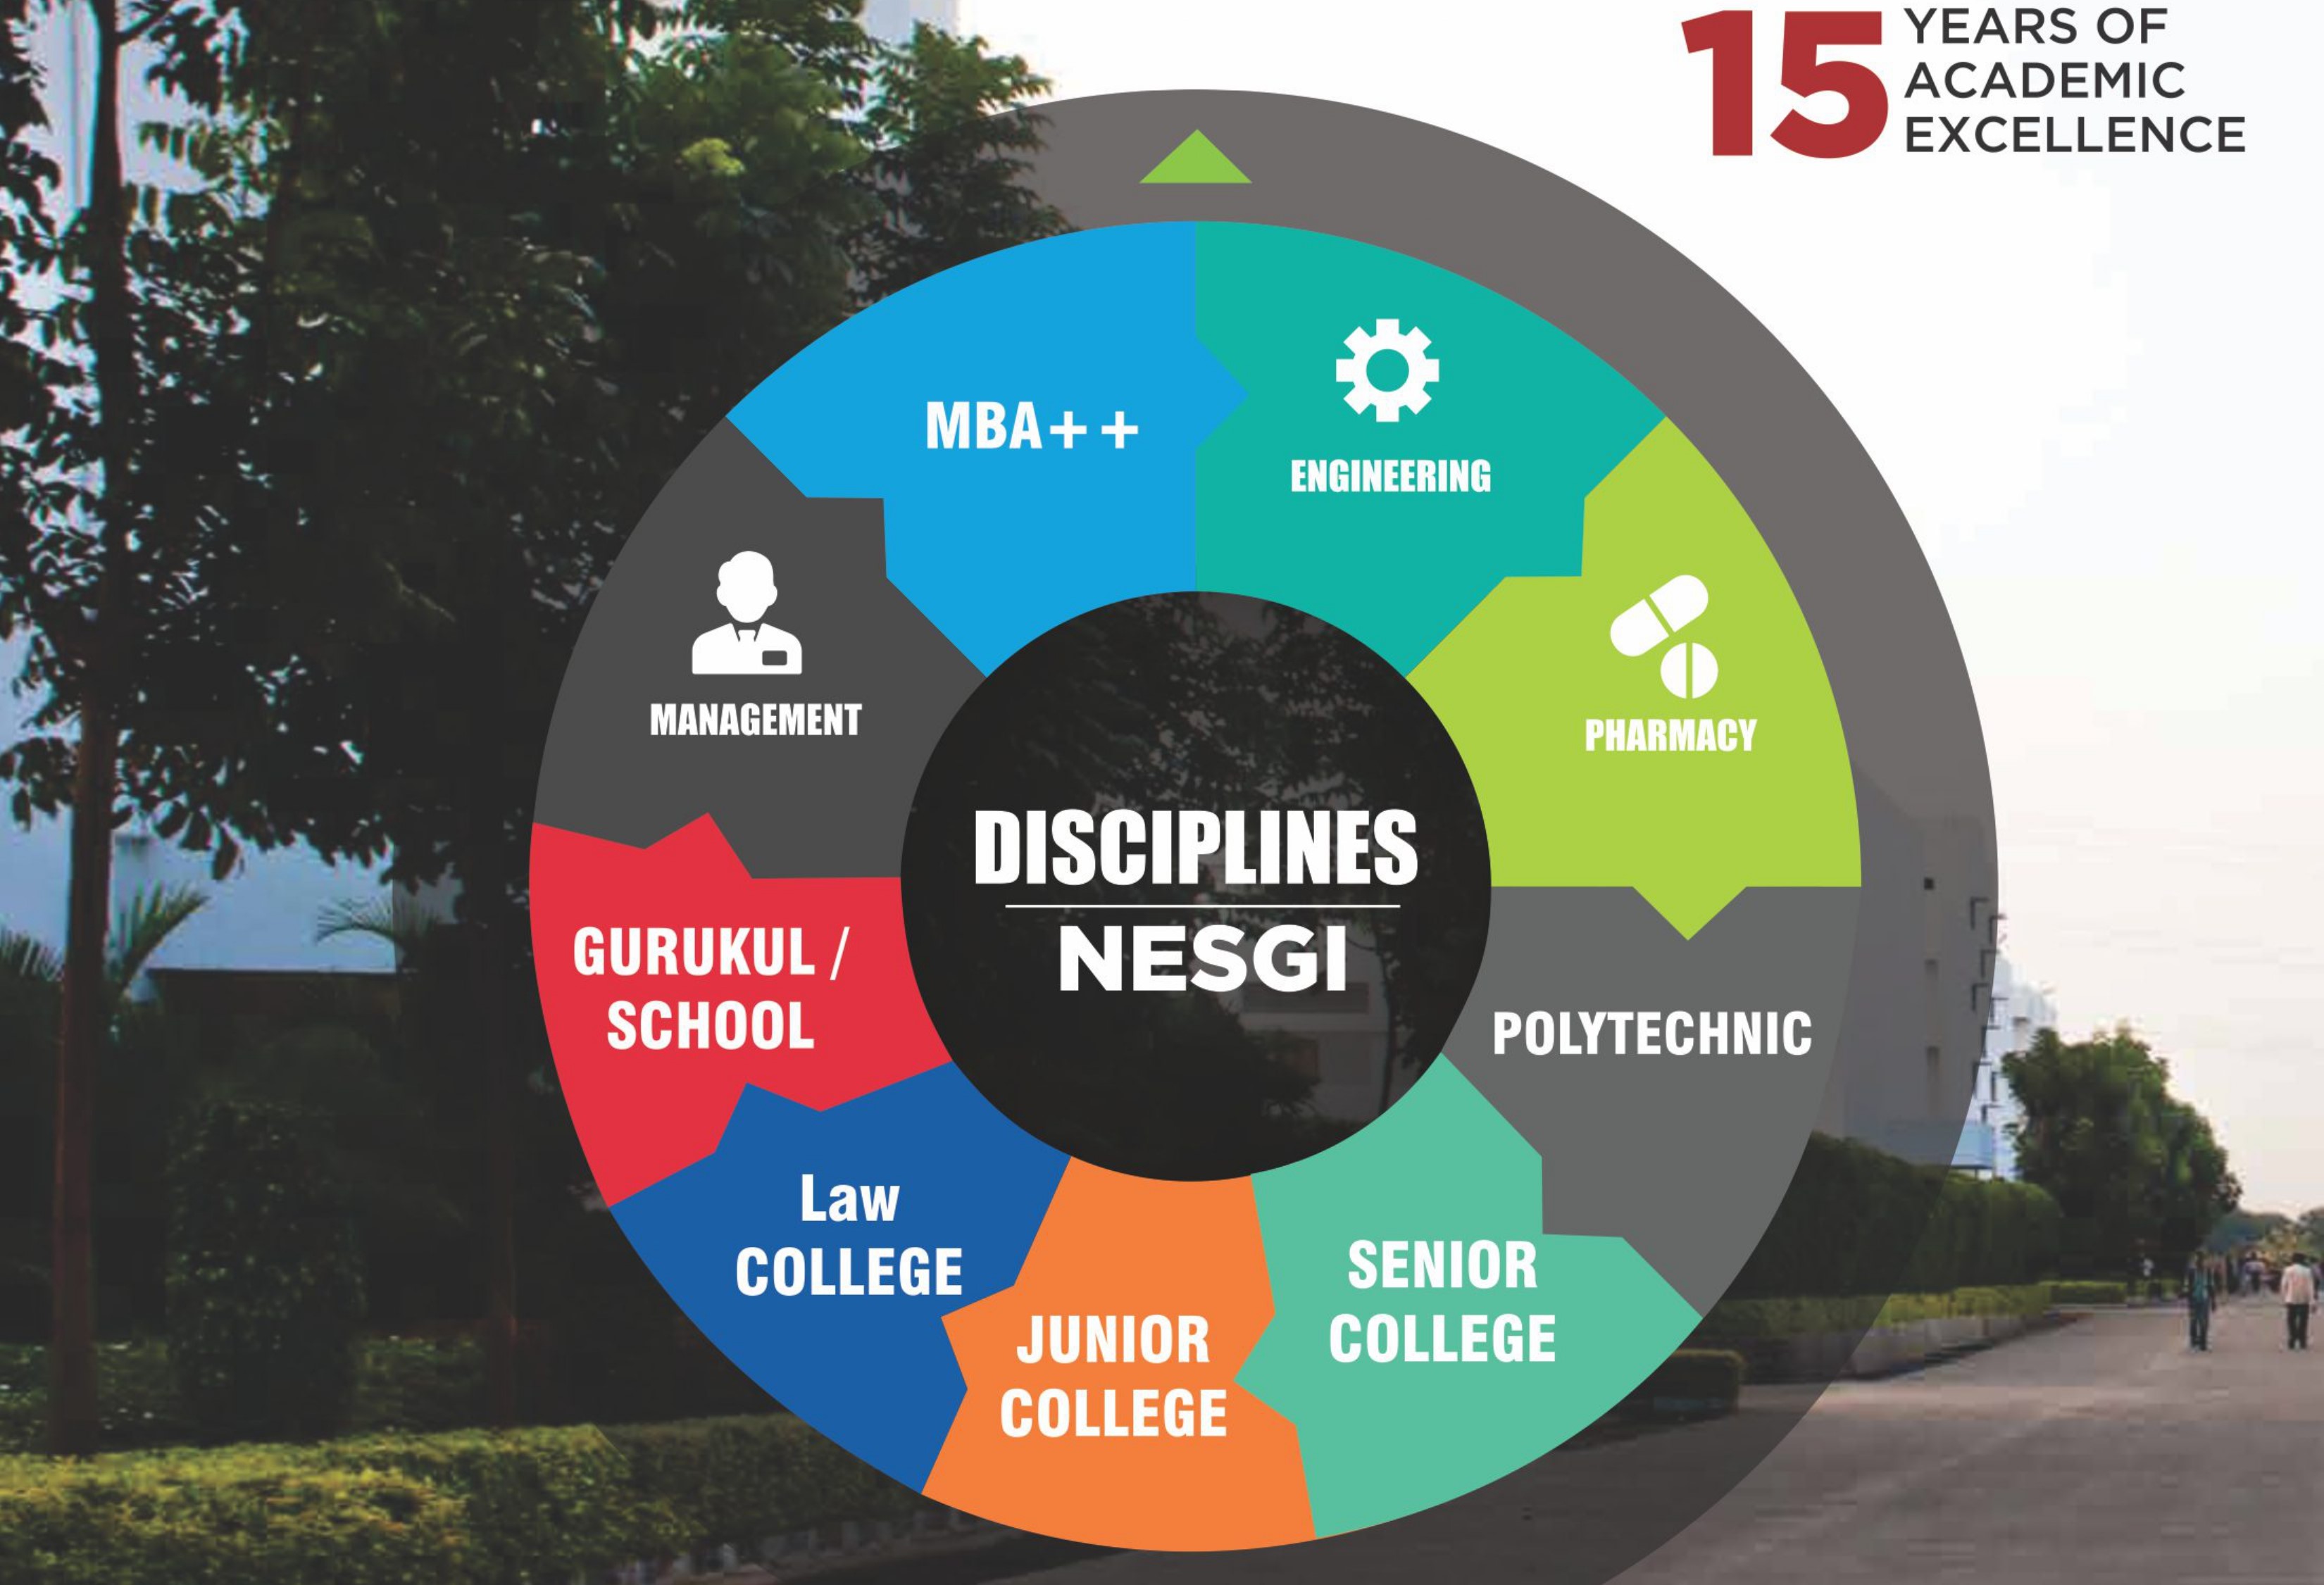 15 YEARS OF
ACADEMIC
EXCELLENCE
MBA++
ENGINEERING
PHARMACY
POLYTECHNIC
SENIOR
COLLEGE
JUNIOR
COLLEGE
Law
COLLEGE
GURUKUL /
SCHOOL
MANAGEMENT
DISCIPLINES
NESGI